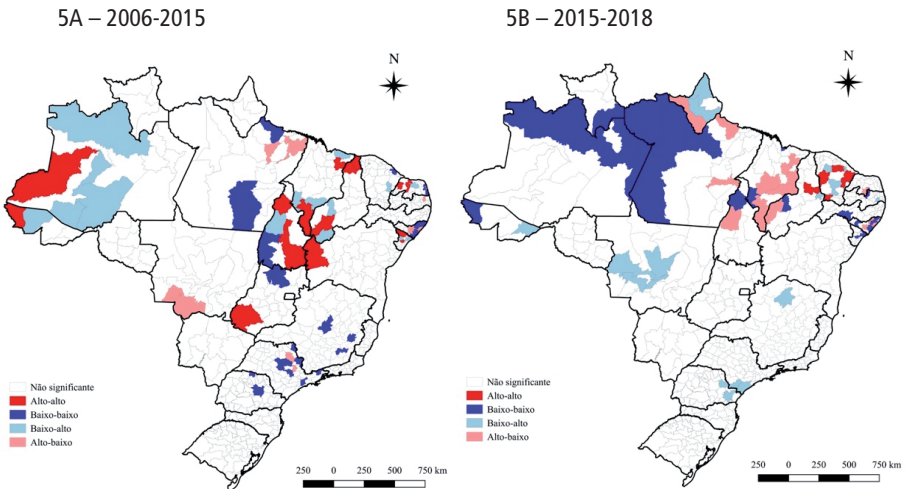 5A – 2006-2015
5B – 2015-2018
N
N
Não significante
Alto-alto
Baixo-baixo
Baixo-alto
Alto-baixo
250 0 250 500 750 km
Não significante
Alto-alto
Baixo-baixo
Baixo-alto
Alto-baixo
250 0 250 500 750 km